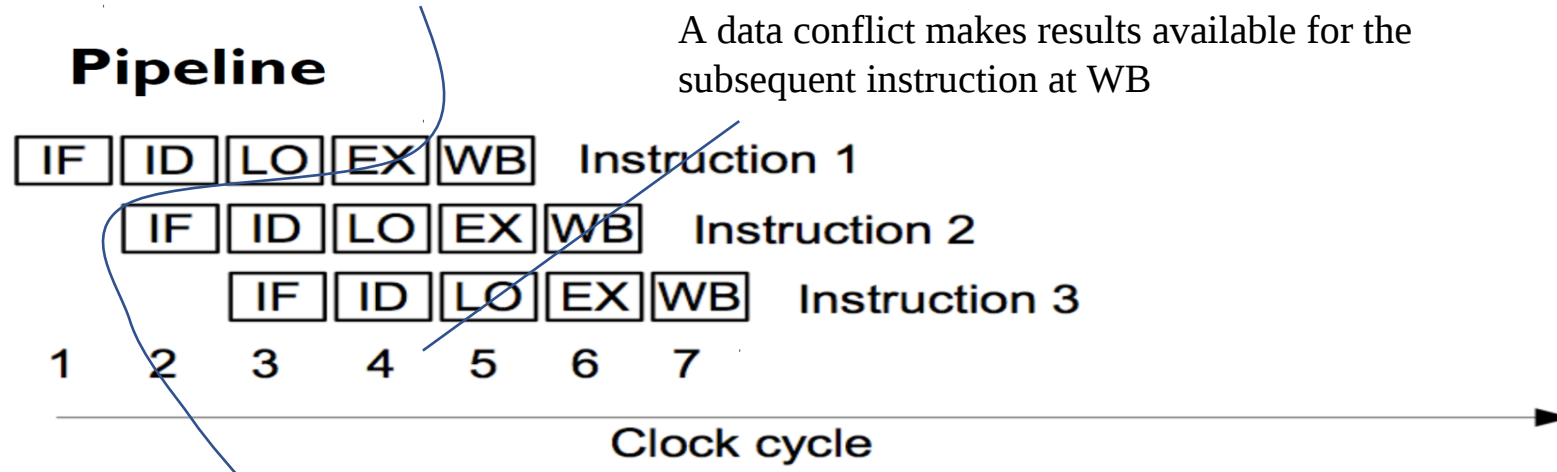 A data conflict makes results available for the
subsequent instruction at WB
Pipeline
IF ID LO EX WB Instruction 1
IF ID LO EX WB Instruction 2
IF ID LO EX WB Instruction 3
1 2 3 4 5 6 7
Clock cycle